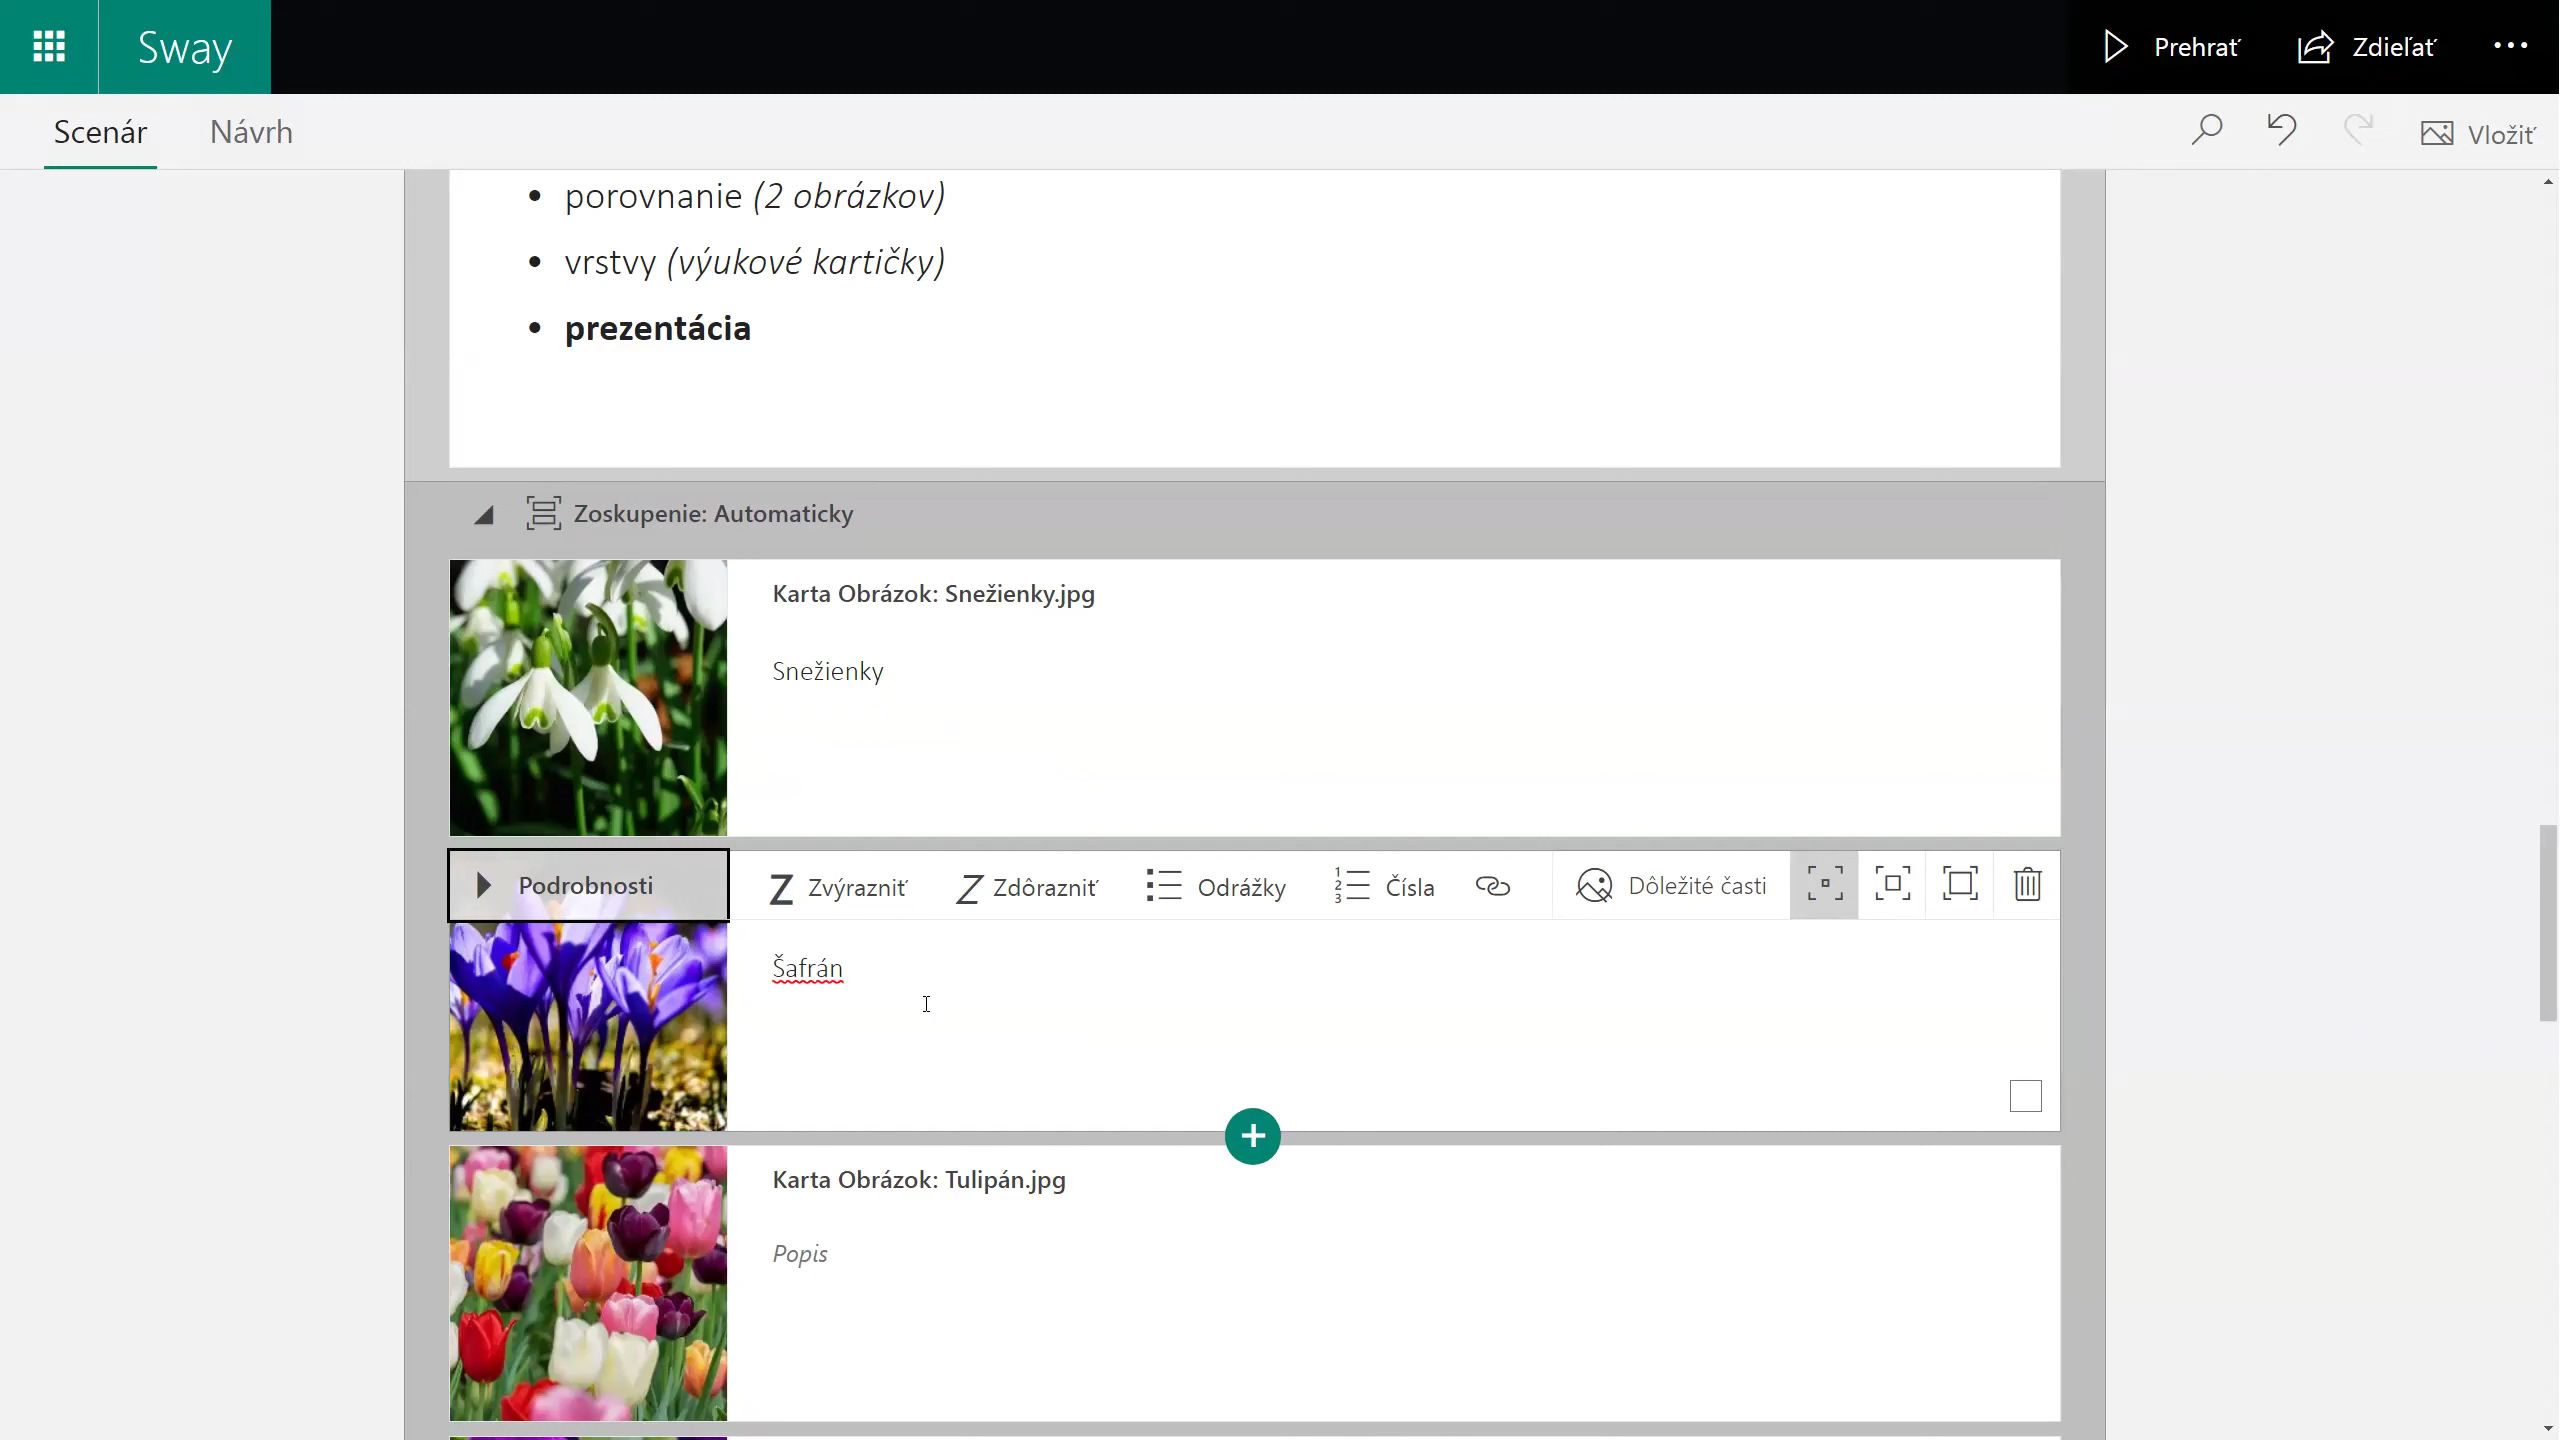 Sway
Prehrať
Zdieľať
Scenár
Návrh
Vložiť
• porovnanie (2 obrázkov)
• vrstvy (výukové kartičky)
• prezentácia
Zoskupenie: Automaticky
Karta Obrázok: Snežienky.jpg
Snežienky
Podrobnosti
Z Zvýrazniť
Z Zdôrazniť
Odrážky
Čísla
Dôležité časti
Šafrán
Karta Obrázok: Tulipán.jpg
Popis